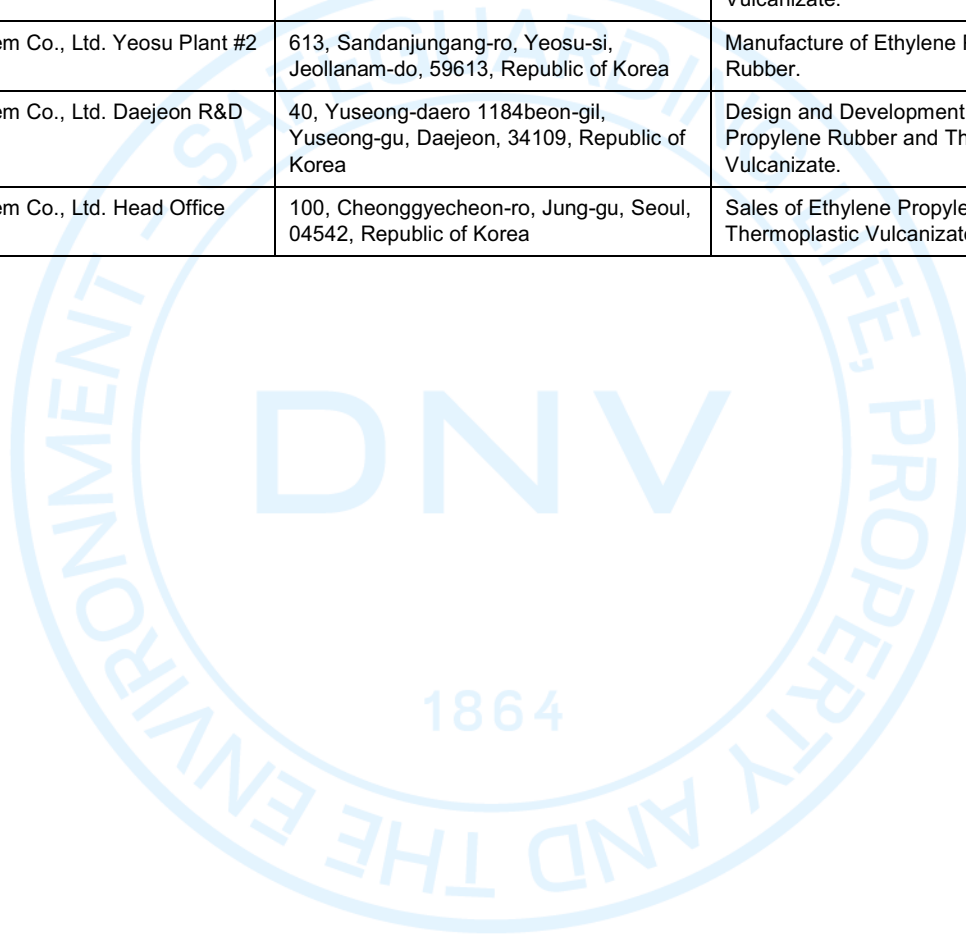 Vulcanizate.
em Co., Ltd. Yeosu Plant #2
613, Sandanjungang-ro, Yeosu-si,
Jeollanam-do, 59613, Republic of Korea
Manufacture of Ethylene
Rubber.
em Co., Ltd. Daejeon R&D
40, Yuseong-daero 1184beon-gil,
Yuseong-gu, Daejeon, 34109, Republic of
Korea
Design and Development
Propylene Rubber and Th
Vulcanizate.
em Co., Ltd. Head Office
100, Cheonggyecheon-ro, Jung-gu, Seoul,
04542, Republic of Korea
Sales of Ethylene Propyle
Thermoplastic Vulcanizate
SAFEGUARDING LIFE, PROPERTY AND THE ENVIRONMENT
DNV
1864